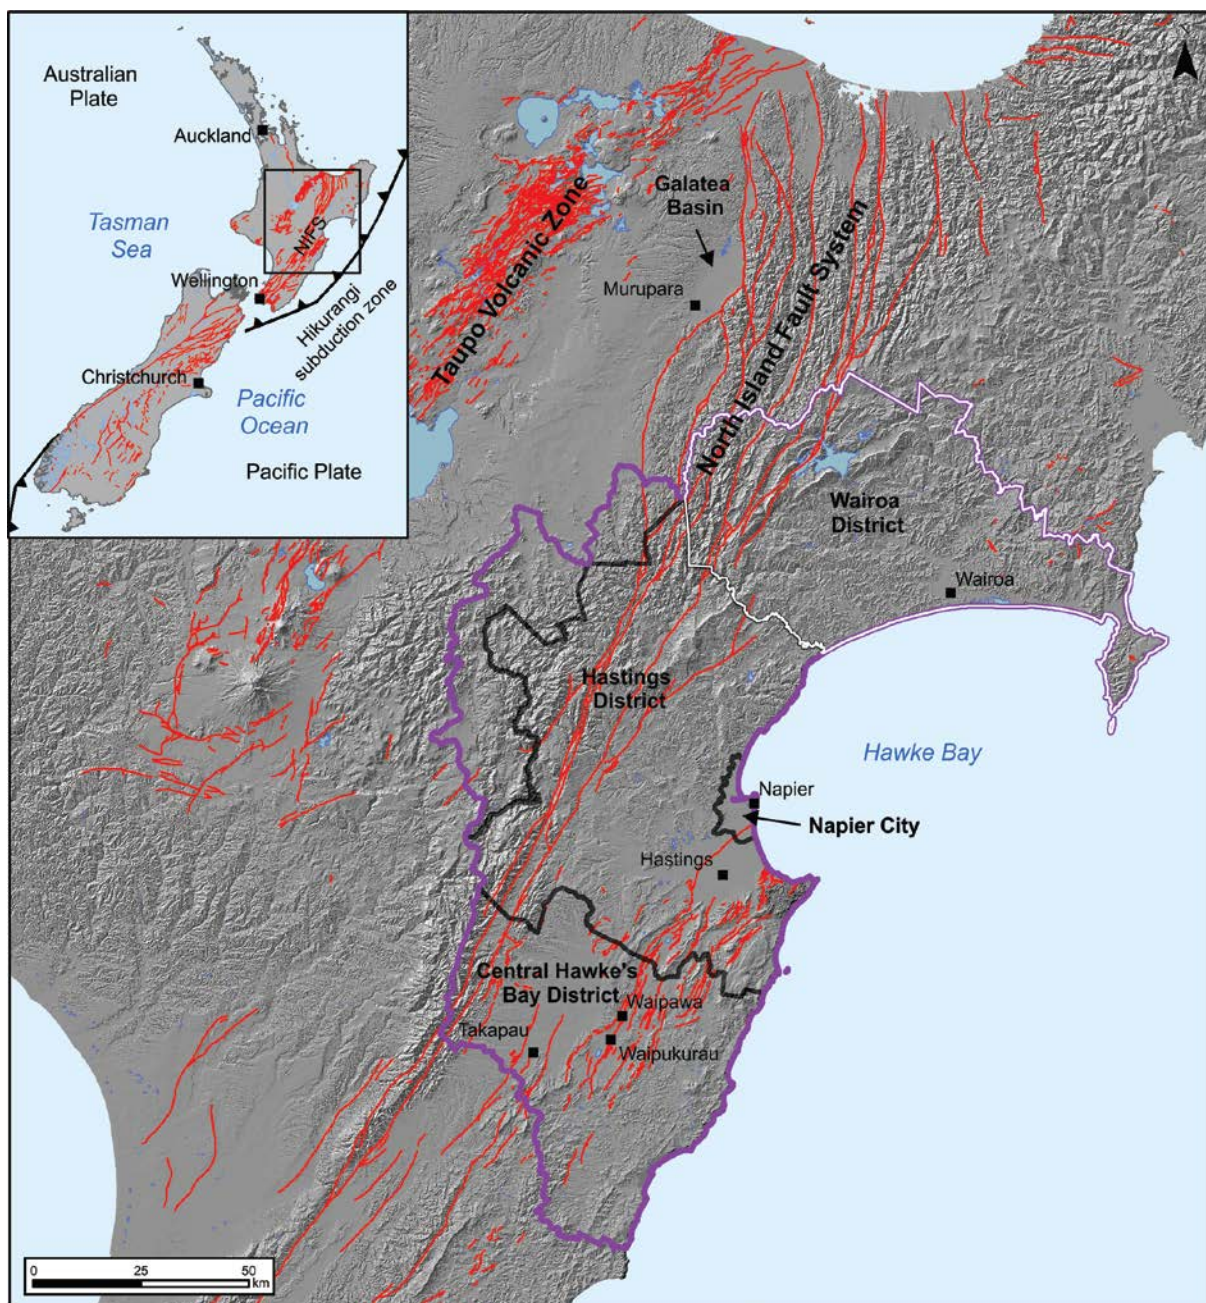 Australian
Plate
Auckland
Tasman
Sea
NIFS
Wellington
Hikurangi
subduction zone
Christchurch
Pacific
Ocean
Pacific Plate
Galatea
Basin
Murupara
Taupo Volcanic Zone
North Island Fault System
Wairoa
District
Wairoa
Hastings
District
Hawke Bay
Napier
Napier City
Hastings
Central Hawke's
Bay District
Waipawa
Takapau
Waipukurau
0 25 50
km